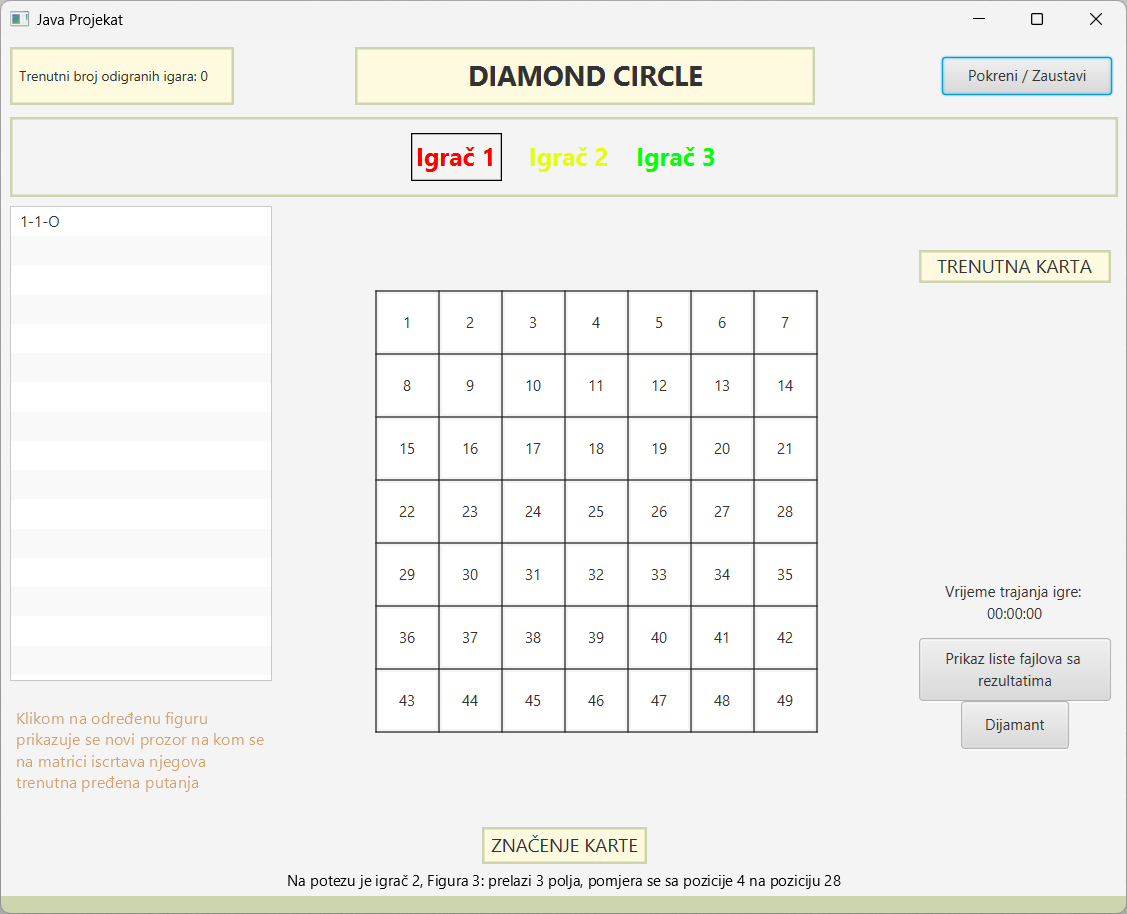 Java Projekat
Trenutni broj odigranih igara: 0
DIAMOND CIRCLE
Pokreni / Zaustavi
Igrač 1 Igrač 2 Igrač 3
1-1-O
TRENUTNA KARTA
1 2 3 4 5 6 7
8 9 10 11 12 13 14
15 16 17 18 19 20 21
22 23 24 25 26 27 28
29 30 31 32 33 34 35
36 37 38 39 40 41 42
43 44 45 46 47 48 49
Vrijeme trajanja igre:
00:00:00
Prikaz liste fajlova sa
rezultatima
Dijamant
Klikom na određenu figuru
prikazuje se novi prozor na kom se
na matrici iscrtava njegova
trenutna pređena putanja
ZNAČENJE KARTE
Na potezu je igrač 2, Figura 3: prelazi 3 polja, pomjera se sa pozicije 4 na poziciju 28